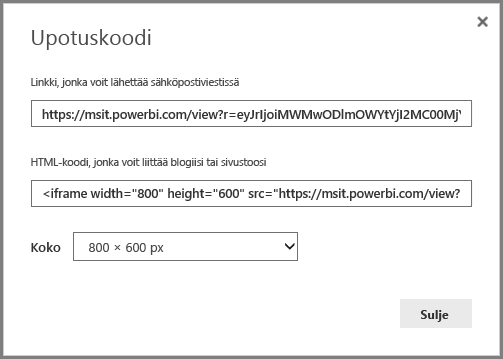 Upotuskoodi
Linkki, jonka voit lähettää sähköpostiviestissä
https://msit.powerbi.com/view?r=eyJrIjoiMWMwODlmOWYtYjI2MC00Mj
HTML-koodi, jonka voit liittää blogiisi tai sivustoosi
<iframe width="800" height="600" src="https://msit.powerbi.com/view?
Koko 800 × 600 px
Sulje